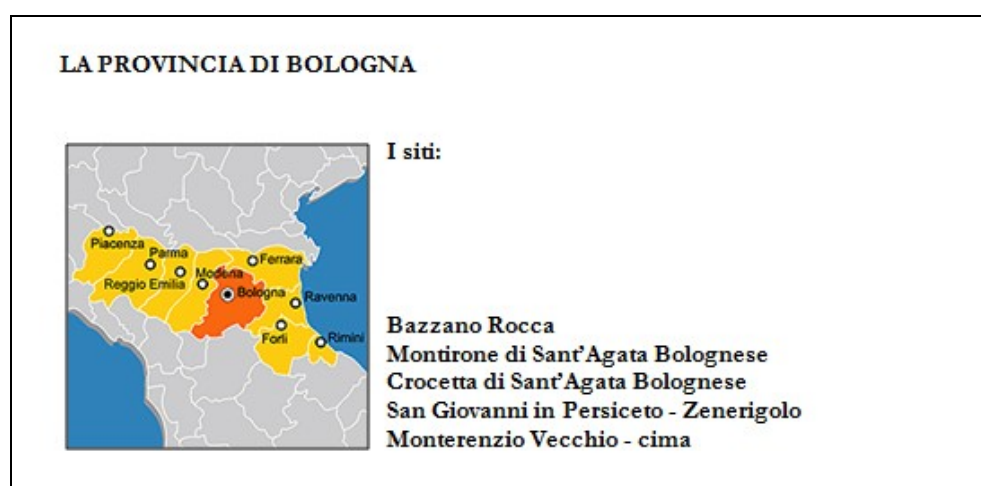 LA PROVINCIA DI BOLOGNA
I siti:
Piacenza
Parma
Ferrara
Reggio Emilia
Modena
Bologna
Ravenna
Forlì
Rimini
Bazzano Rocca
Montirone di Sant'Agata Bolognese
Crocetta di Sant'Agata Bolognese
San Giovanni in Persiceto - Zenerigolo
Monterenzio Vecchio - cima